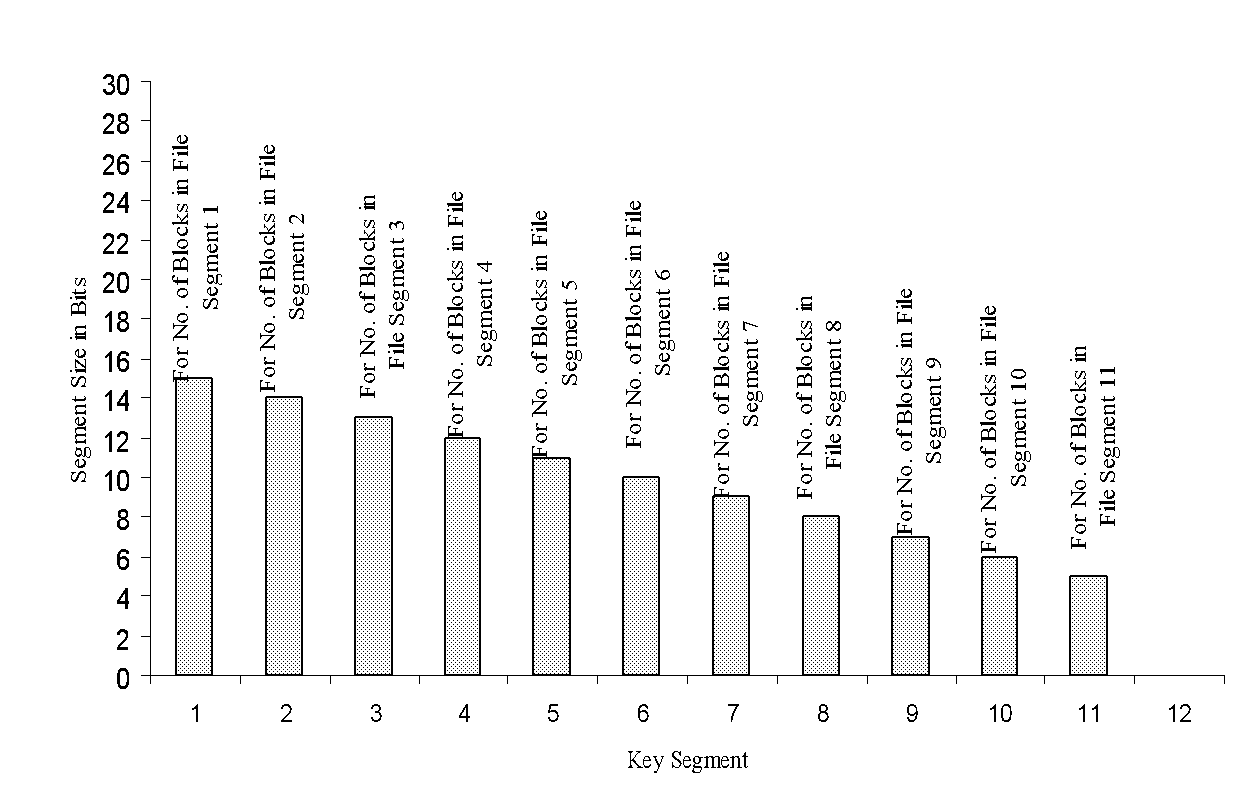 30
28
26
24
22
20
18
16
14
12
10
8
6
4
2
0
Segment Size in Bits
For No. of Blocks in File
Segment 1
For No. of Blocks in File
Segment 2
For No. of Blocks in
File Segment 3
For No. of Blocks in File
Segment 4
For No. of Blocks in File
Segment 5
For No. of Blocks in File
Segment 6
For No. of Blocks in File
Segment 7
For No. of Blocks in
File Segment 8
For No. of Blocks in File
Segment 9
For No. of Blocks in File
Segment 10
For No. of Blocks in
File Segment 11
1 2 3 4 5 6 7 8 9 10 11 12
Key Segment